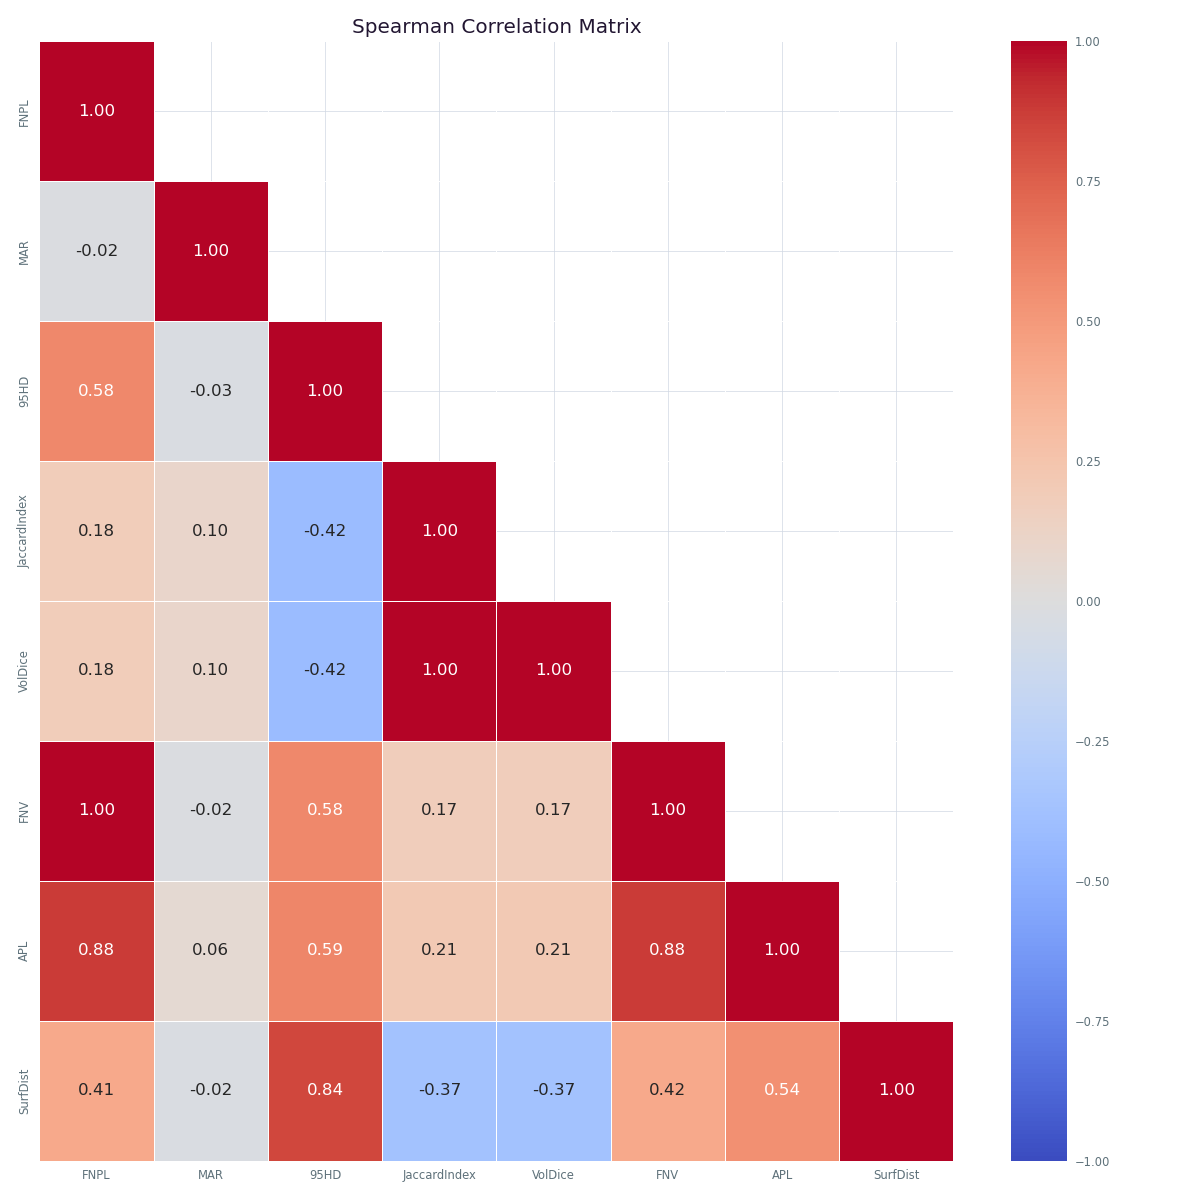 Spearman Correlation Matrix
FNPL 1.00
MAR -0.02 1.00
95HD 0.58 -0.03 1.00
JaccardIndex 0.18 0.10 -0.42 1.00
VolDice 0.18 0.10 -0.42 1.00 1.00
FNV 1.00 -0.02 0.58 0.17 0.17 1.00
APL 0.88 0.06 0.59 0.21 0.21 0.88 1.00
SurfDist 0.41 -0.02 0.84 -0.37 -0.37 0.42 0.54 1.00
FNPL MAR 95HD JaccardIndex VolDice FNV APL SurfDist
1.00
0.75
0.50
0.25
0.00
−0.25
−0.50
−0.75
−1.00